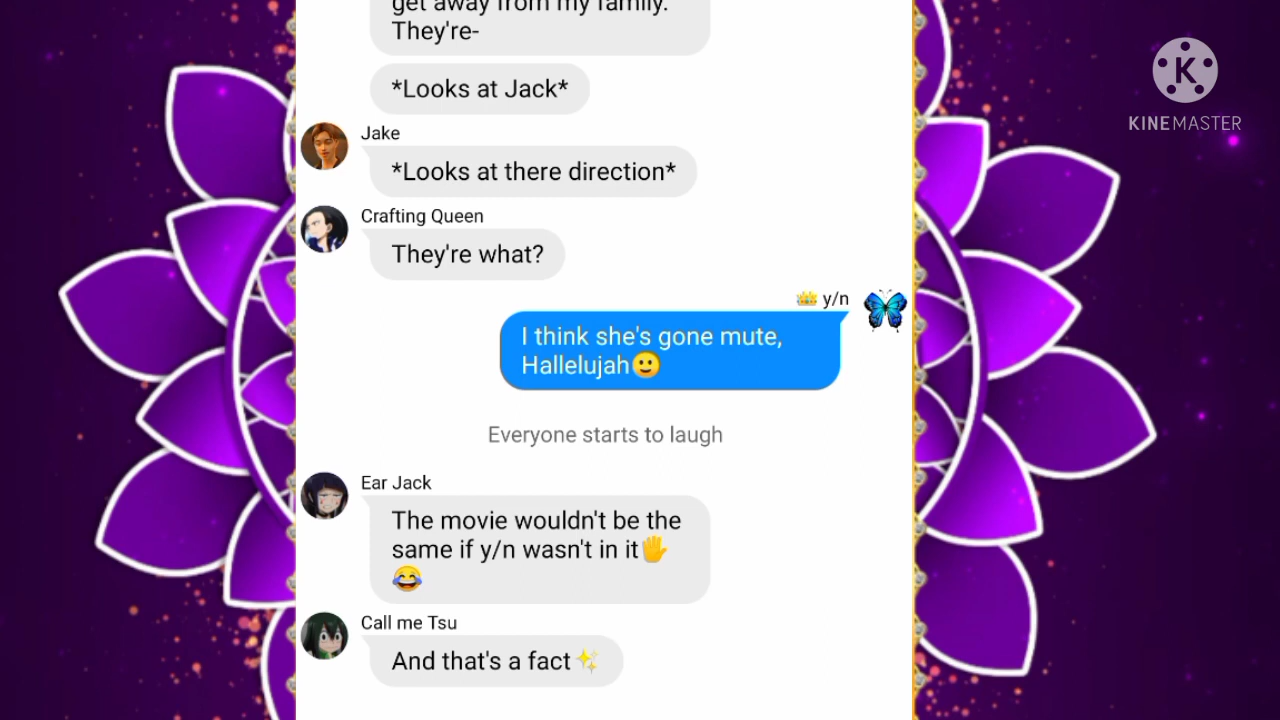 get away from my family.
They're-
*Looks at Jack*
Jake
*Looks at there direction*
Crafting Queen
They're what?
👑 y/n
I think she's gone mute,
Hallelujah🙂
Everyone starts to laugh
Ear Jack
The movie wouldn't be the
same if y/n wasn't in it🖐
😂
Call me Tsu
And that's a fact✨
K
KINEMASTER